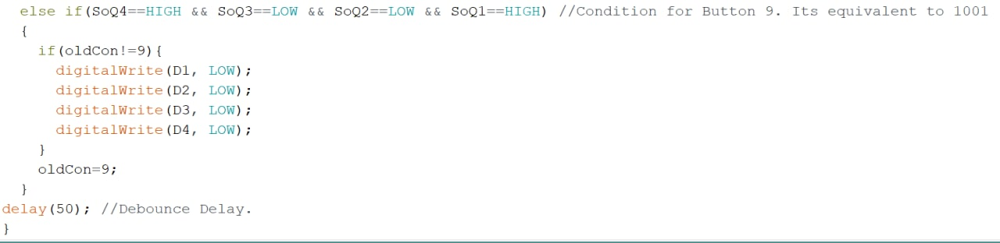 else if(SoQ4==HIGH && SoQ3==LOW && SoQ2==LOW && SoQ1==HIGH) //Condition for Button 9. Its equivalent to 1001
{
if(oldCon!=9){
digitalWrite(D1, LOW);
digitalWrite(D2, LOW);
digitalWrite(D3, LOW);
digitalWrite(D4, LOW);
}
oldCon=9;
}
delay(50); //Debounce Delay.
}